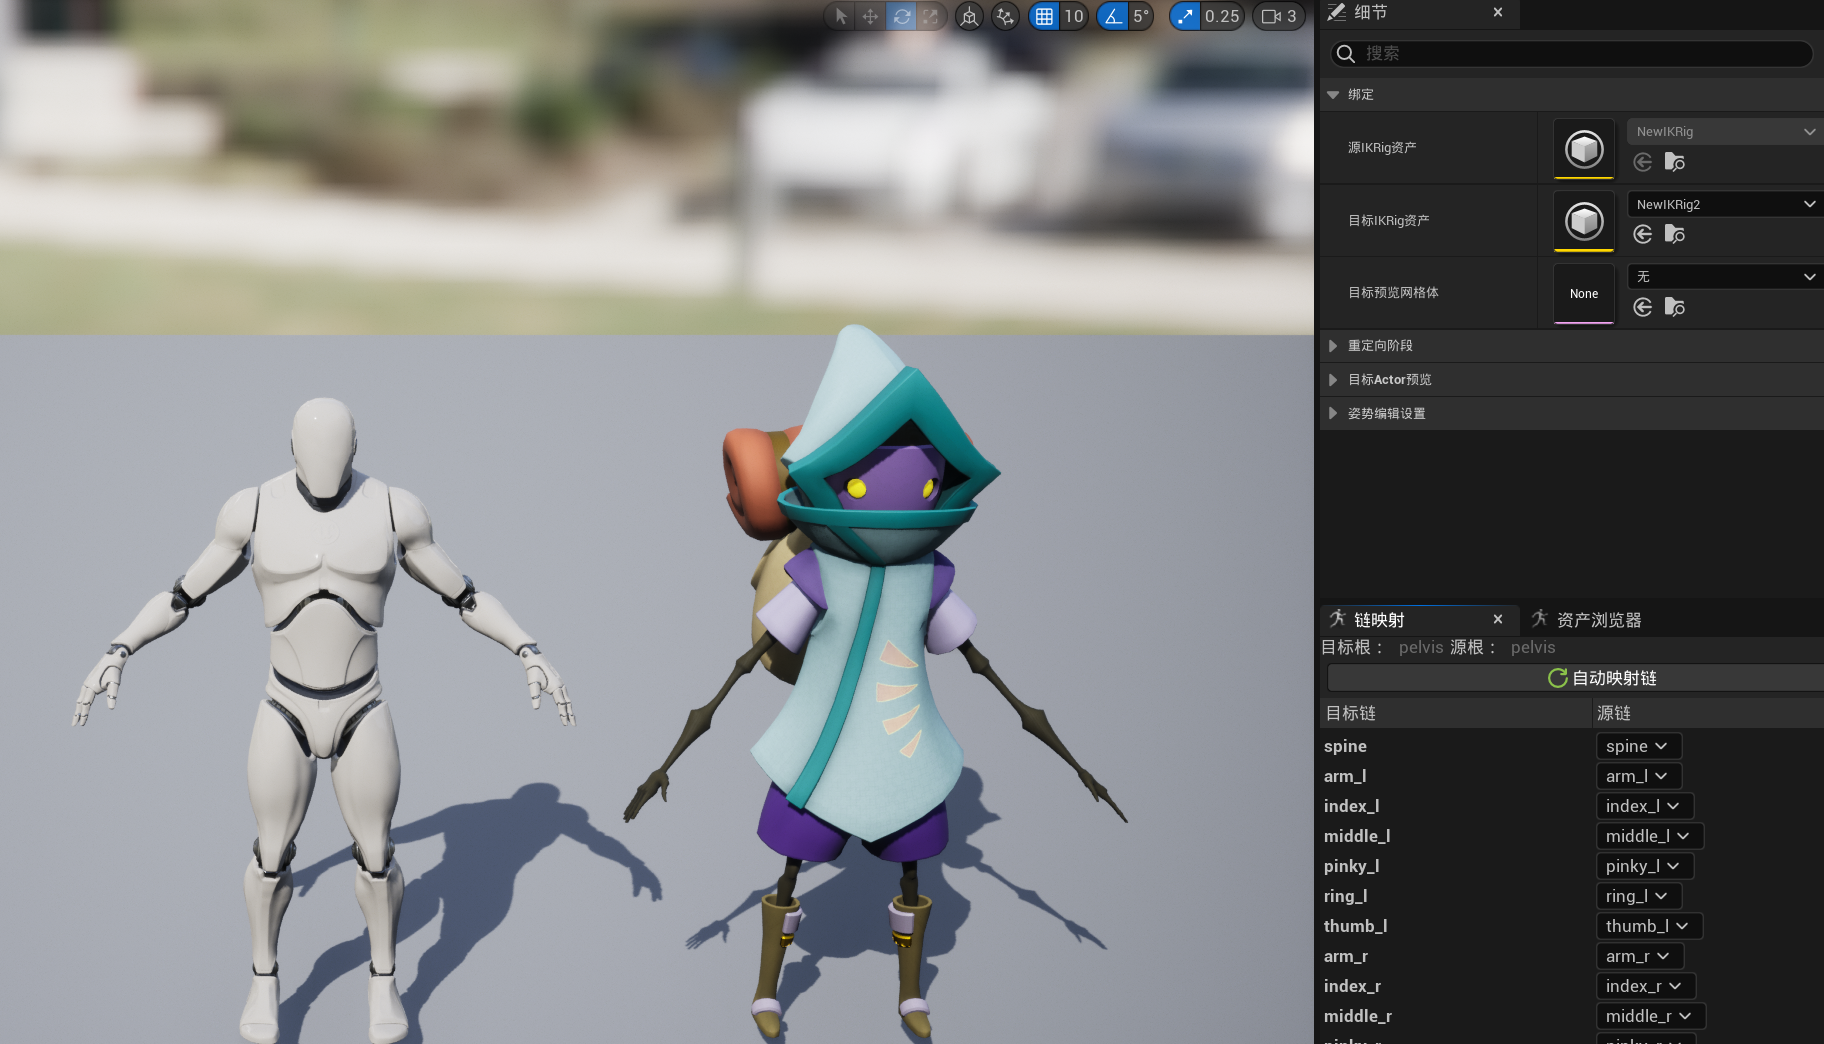 10
5°
0.25
3
细节
搜索
绑定
源IKRig资产
NewIKRig
目标IKRig资产
NewIKRig2
目标预览网格体
None
无
重定向阶段
目标Actor预览
姿势编辑设置
链映射
资产浏览器
目标根： pelvis 源根： pelvis
自动映射链
目标链 源链
spine spine
arm_l arm_l
index_l index_l
middle_l middle_l
pinky_l pinky_l
ring_l ring_l
thumb_l thumb_l
arm_r arm_r
index_r index_r
middle_r middle_r